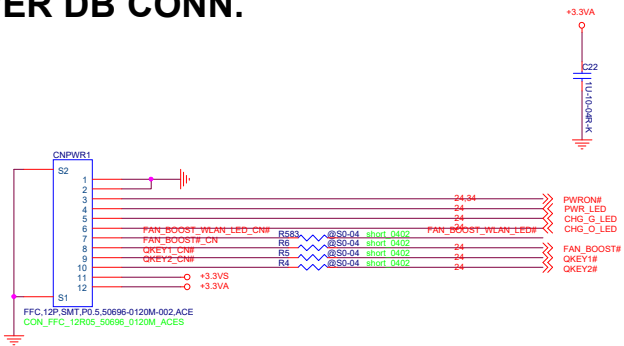 ER DB CONN.
+3.3VA
C22
1U-10-04R-K
CNPWR1
S2
1
2
3 24,34 PWRON#
4 24 PWR_LED
5 24 CHG_G_LED
6 24 CHG_O_LED
7 FAN_BOOST_WLAN_LED_CN# R583 @S0-04 short_0402 FAN_BOOST_WLAN_LED#
8 FAN_BOOST#_CN R6 @S0-04 short_0402 24 FAN_BOOST#
9 QKEY1_CN# R5 @S0-04 short_0402 24 QKEY1#
10 QKEY2_CN# R4 @S0-04 short_0402 24 QKEY2#
11 +3.3VS
12 +3.3VA
S1
FFC,12P,SMT,P0.5,50696-0120M-002,ACE
CON_FFC_12R05_50696_0120M_ACES